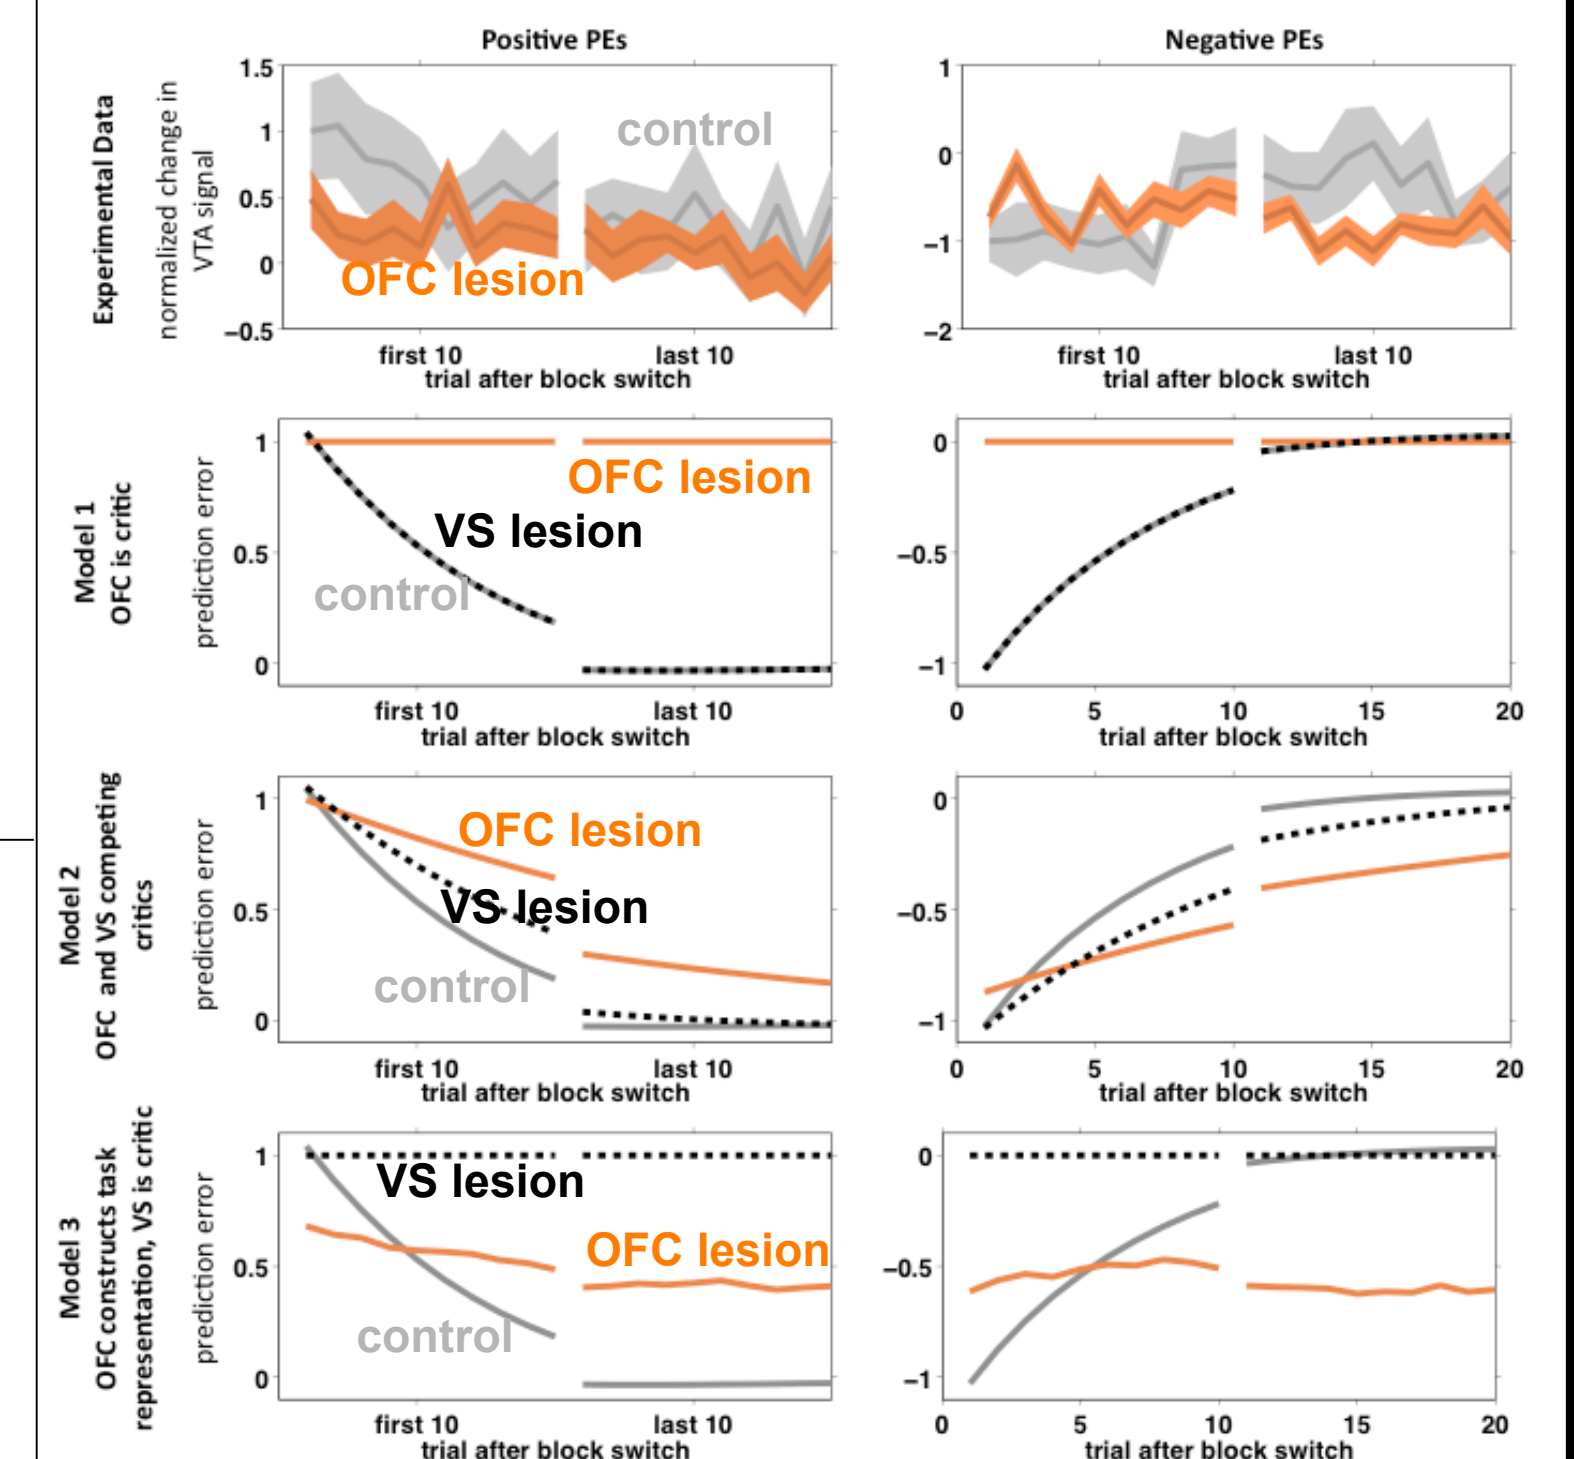 Positive PEs
Negative PEs
Experimental Data
normalized change in
VTA signal
1.5
1
0.5
0
−0.5
control
OFC lesion
first 10
last 10
trial after block switch
1
0
−1
−2
first 10
last 10
trial after block switch
Model 1
OFC is critic
prediction error
1
0.5
0
OFC lesion
VS lesion
control
first 10
last 10
trial after block switch
0
−0.5
−1
0 5 10 15 20
trial after block switch
Model 2
OFC and VS competing
critics
prediction error
1
0.5
0
OFC lesion
VS lesion
control
first 10
last 10
trial after block switch
0
−0.5
−1
0 5 10 15 20
trial after block switch
Model 3
OFC constructs task
representation, VS is critic
prediction error
1
0.5
0
VS lesion
OFC lesion
control
first 10
last 10
trial after block switch
0
−0.5
−1
0 5 10 15 20
trial after block switch